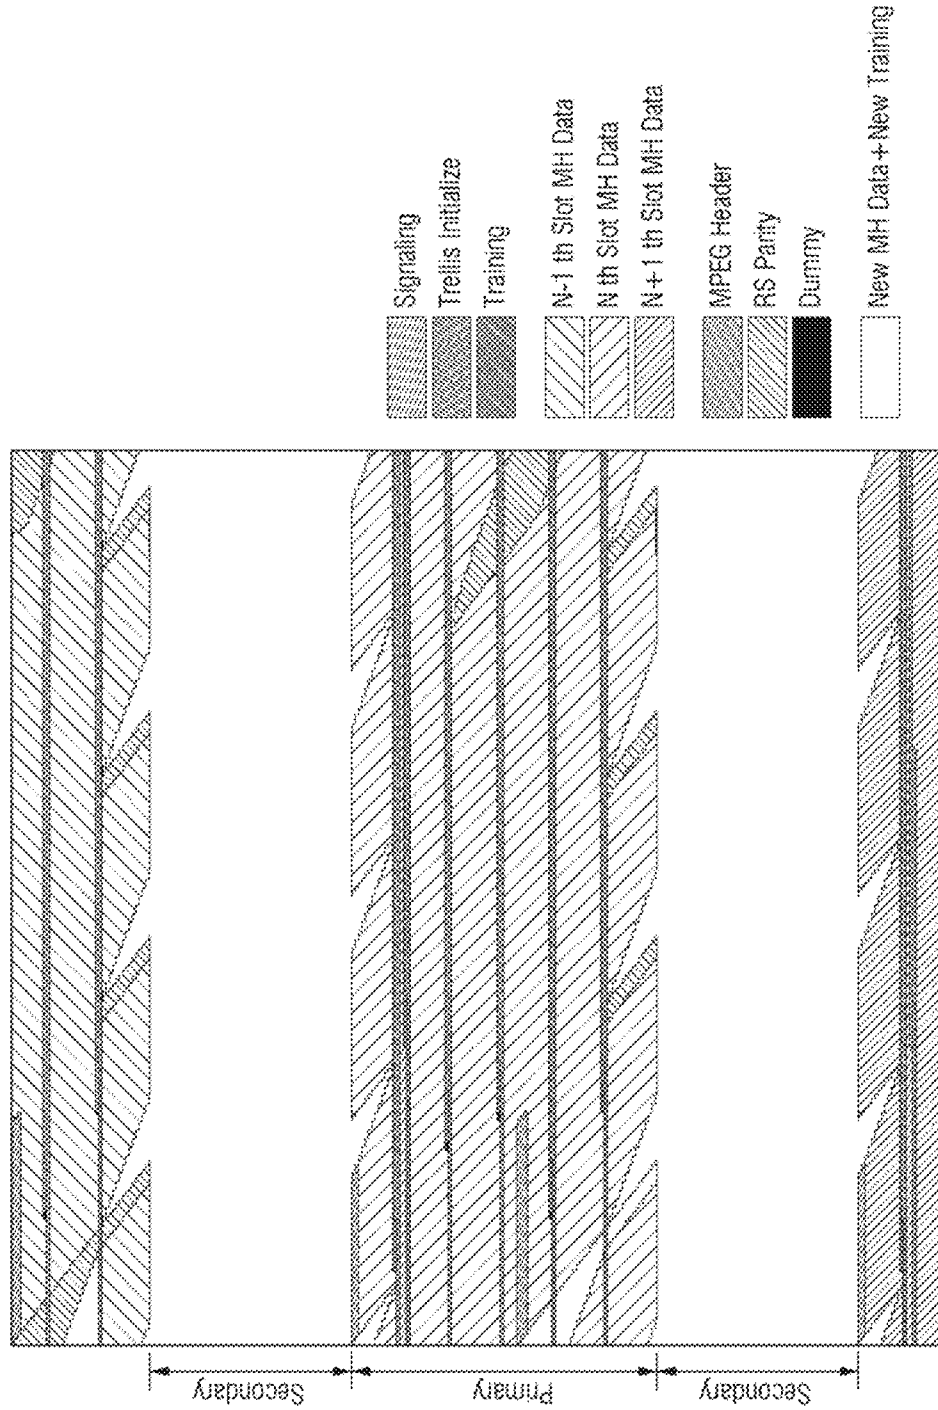 Signaling
Trellis Initialize
Training
N-1 th Slot MH Data
N th Slot MH Data
N+1 th Slot MH Data
MPEG Header
RS Parity
Dummy
New MH Data+New Training
Secondary
Primary
Secondary